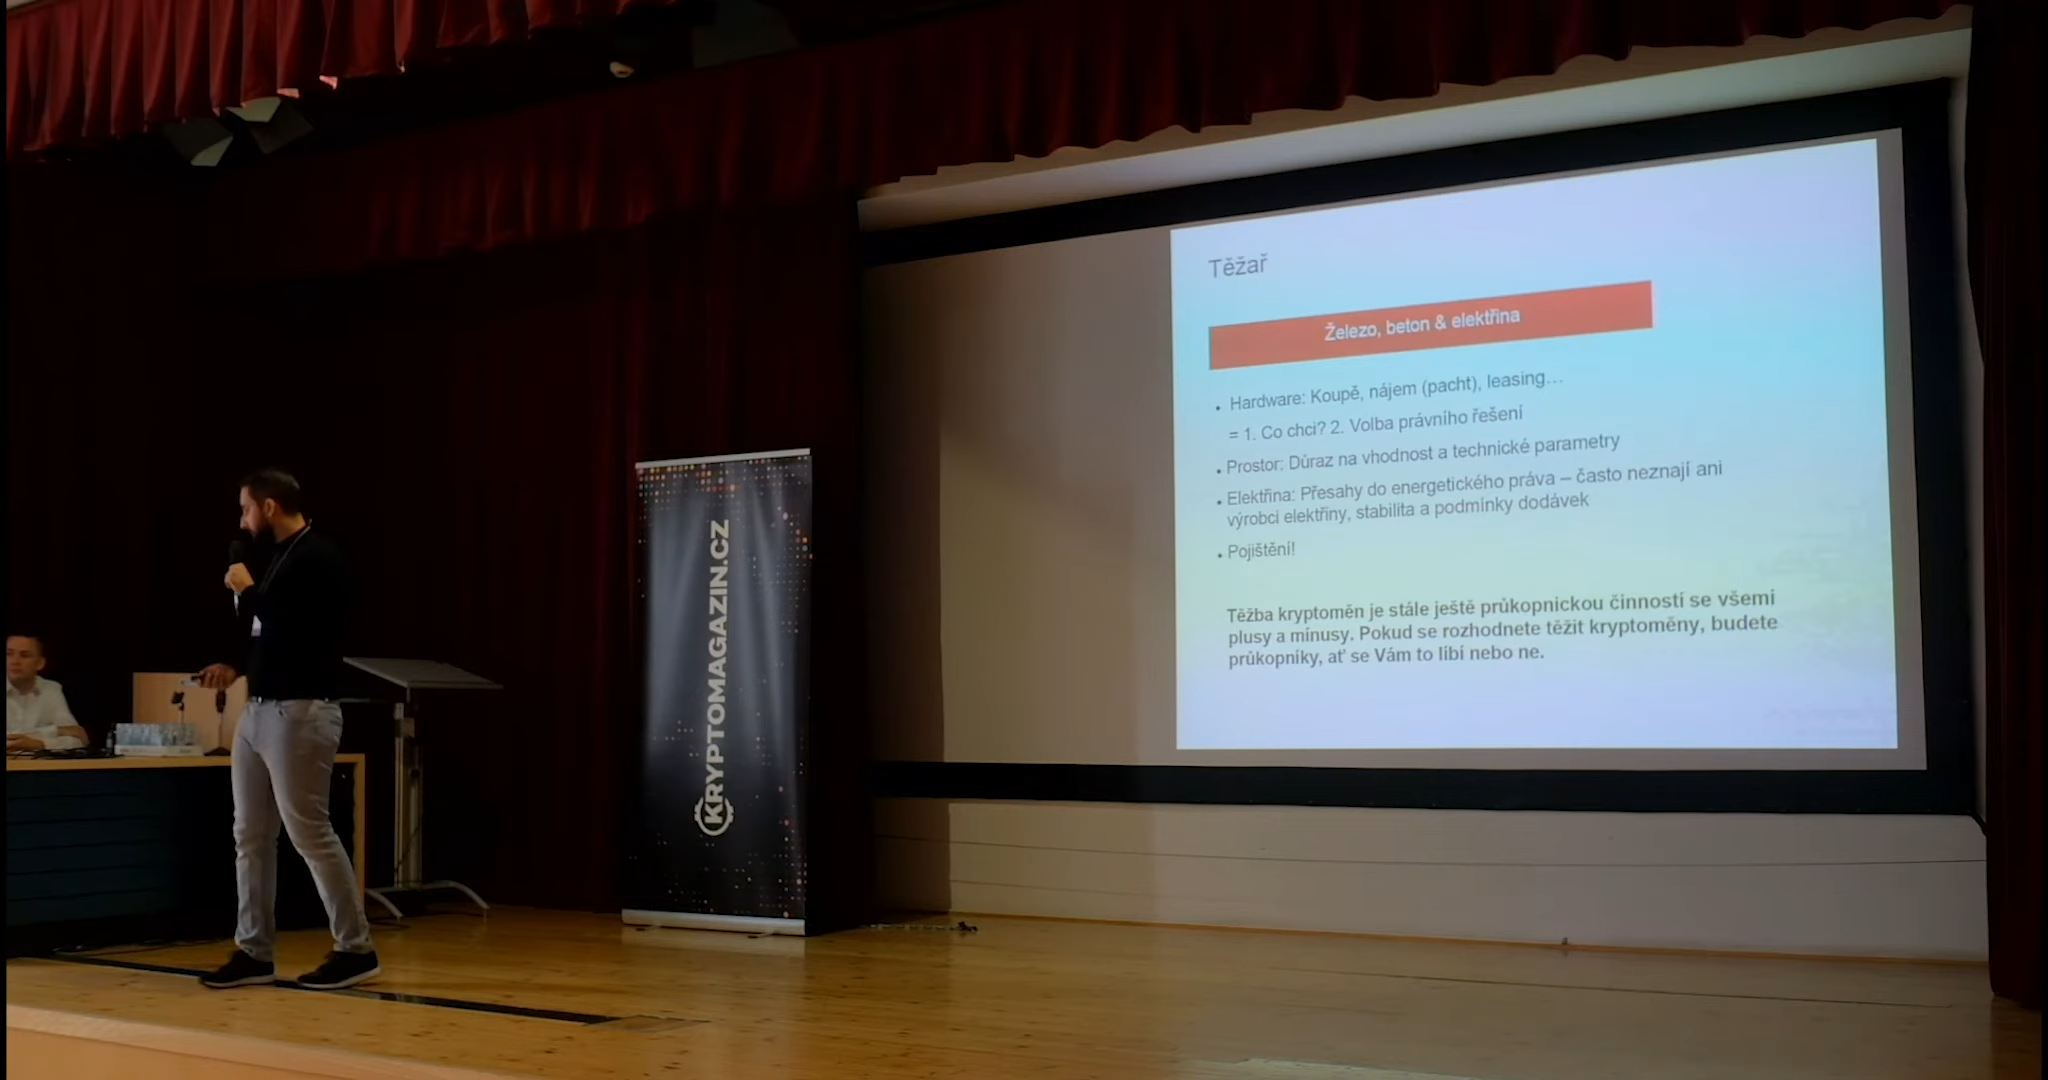 Těžař
Železo, beton & elektřina
• Hardware: Koupě, nájem (pacht), leasing…
= 1. Co chci? 2. Volba právního řešení
• Prostor: Důraz na vhodnost a technické parametry
• Elektřina: Přesahy do energetického práva – často neznají ani
výrobci elektřiny, stabilita a podmínky dodávek
• Pojištění!
Těžba kryptoměn je stále ještě průkopnickou činností se všemi
plusy a mínusy. Pokud se rozhodnete těžit kryptoměny, budete
průkopníky, ať se Vám to líbí nebo ne.
KRYPTOMAGAZIN.CZ